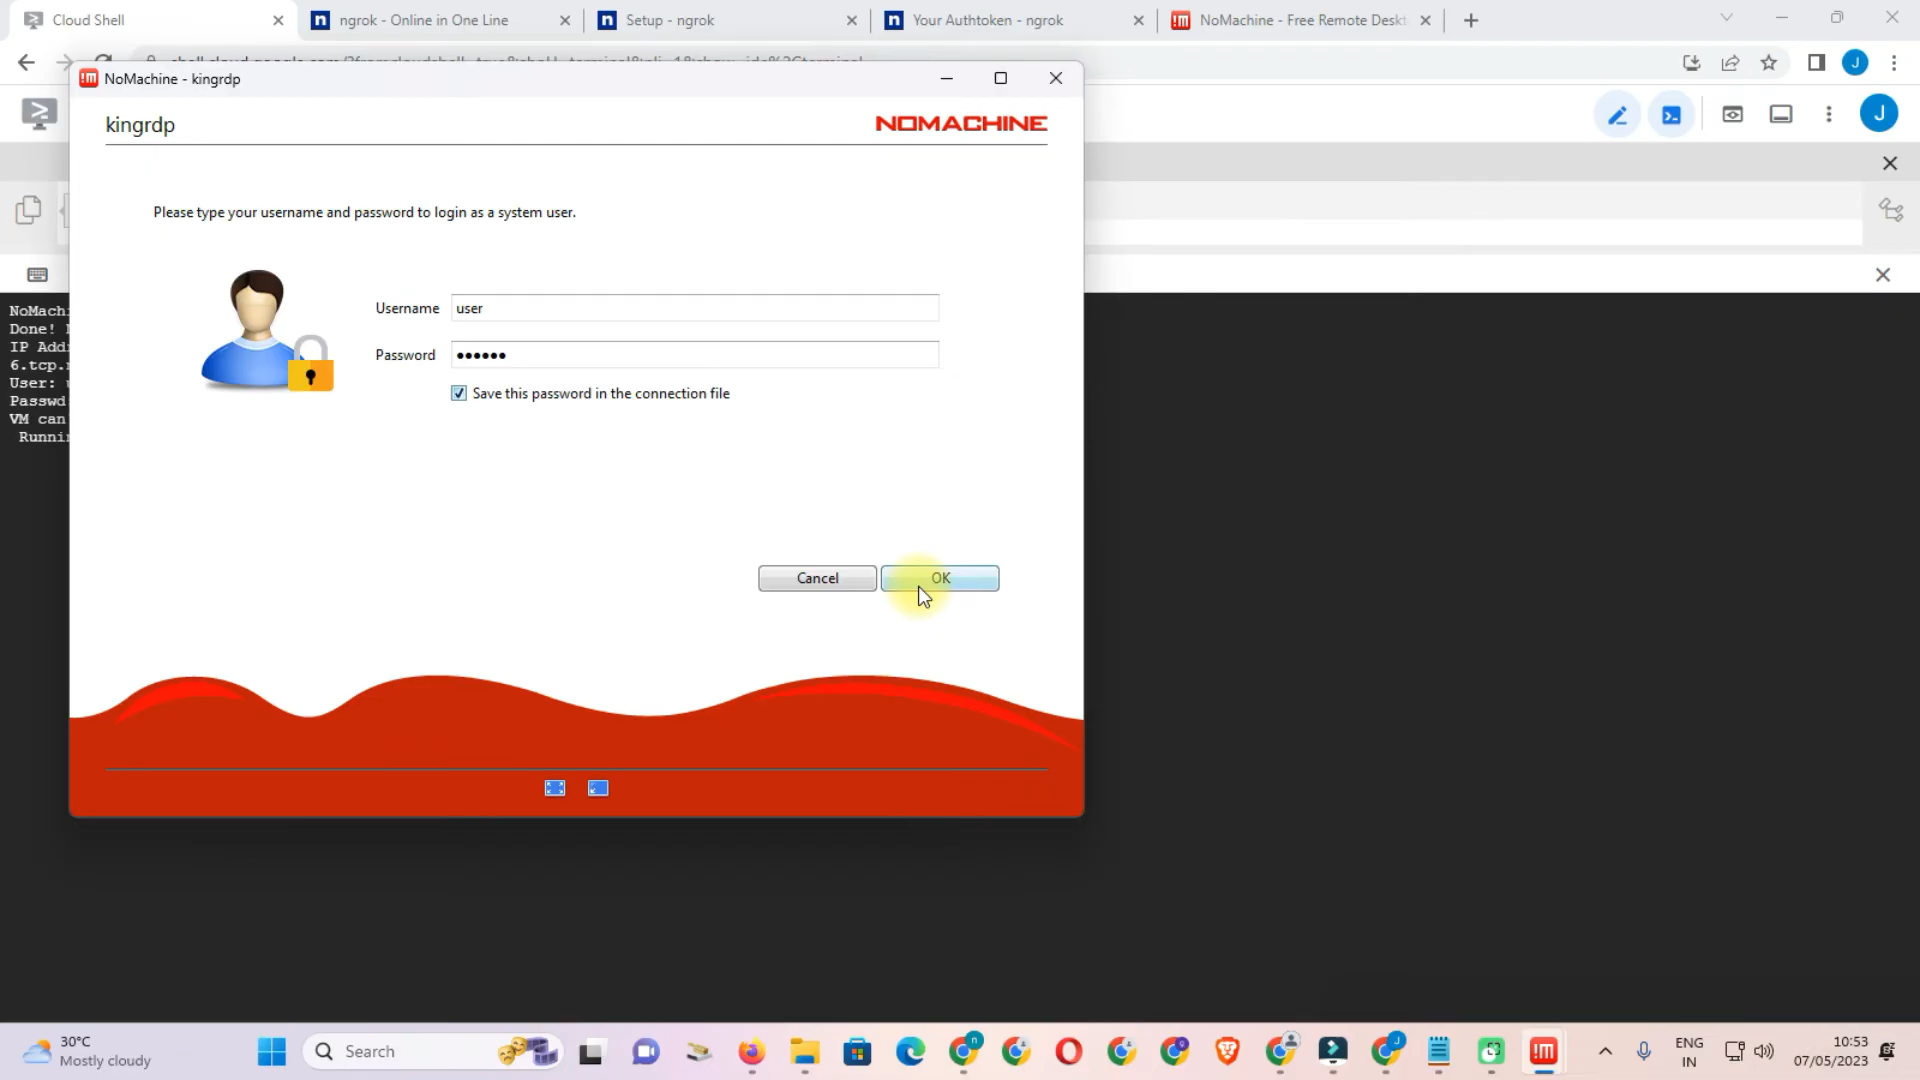 Cloud Shell
ngrok - Online in One Line
Setup - ngrok
Your Authtoken - ngrok
NoMachine - Free Remote Deskt
NoMachine - kingrdp
kingrdp
NOMACHINE
Please type your username and password to login as a system user.
Username user
Password ••••••
Save this password in the connection file
Cancel
OK
NoMachi
Done!
IP Add
6.tcp.
User:
Passwd
VM can
Runnin
J
J
30°C
Mostly cloudy
Search
ENG
IN
10:53
07/05/2023